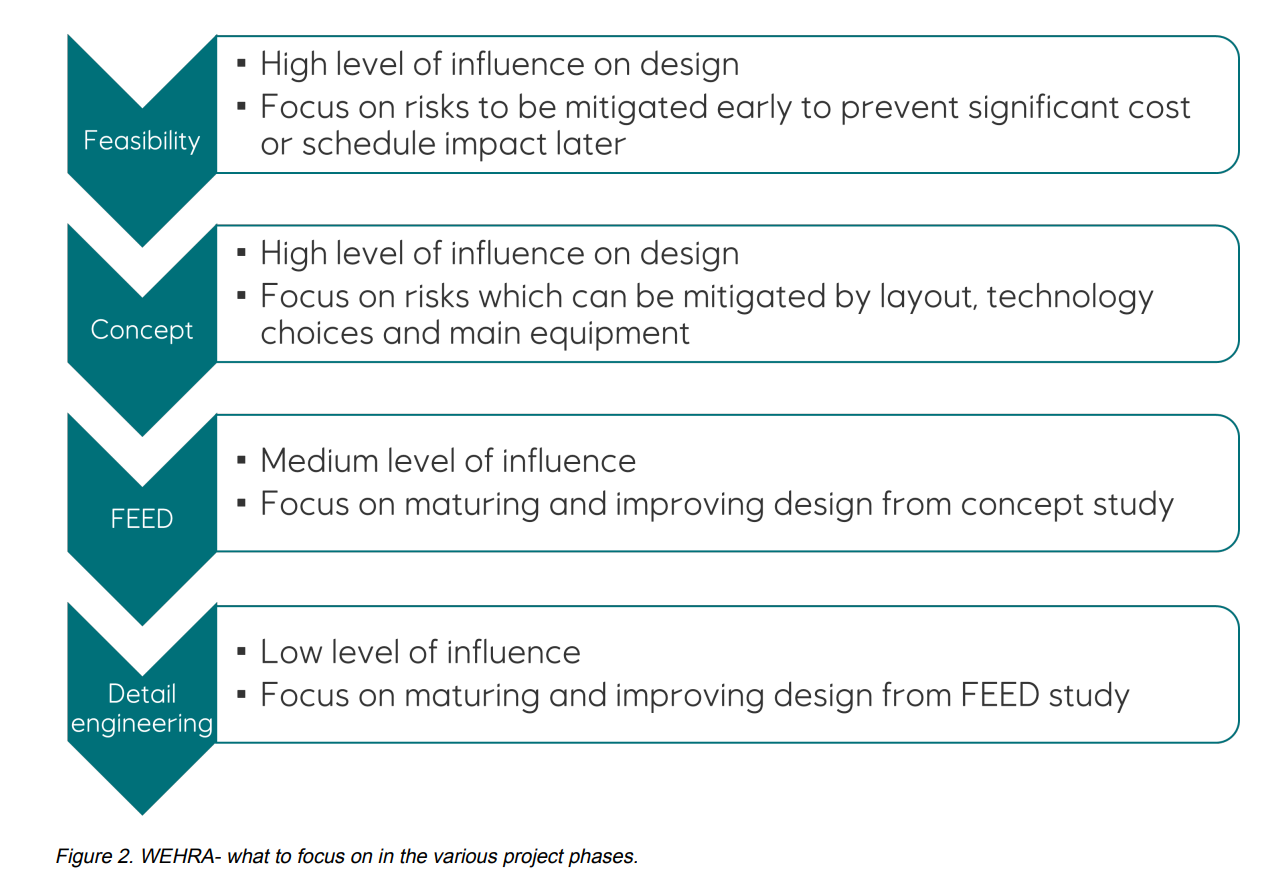 Feasibility
▪ High level of influence on design
▪ Focus on risks to be mitigated early to prevent significant cost
or schedule impact later
Concept
▪ High level of influence on design
▪ Focus on risks which can be mitigated by layout, technology
choices and main equipment
FEED
▪ Medium level of influence
▪ Focus on maturing and improving design from concept study
Detail
engineering
▪ Low level of influence
▪ Focus on maturing and improving design from FEED study
Figure 2. WEHRA- what to focus on in the various project phases.